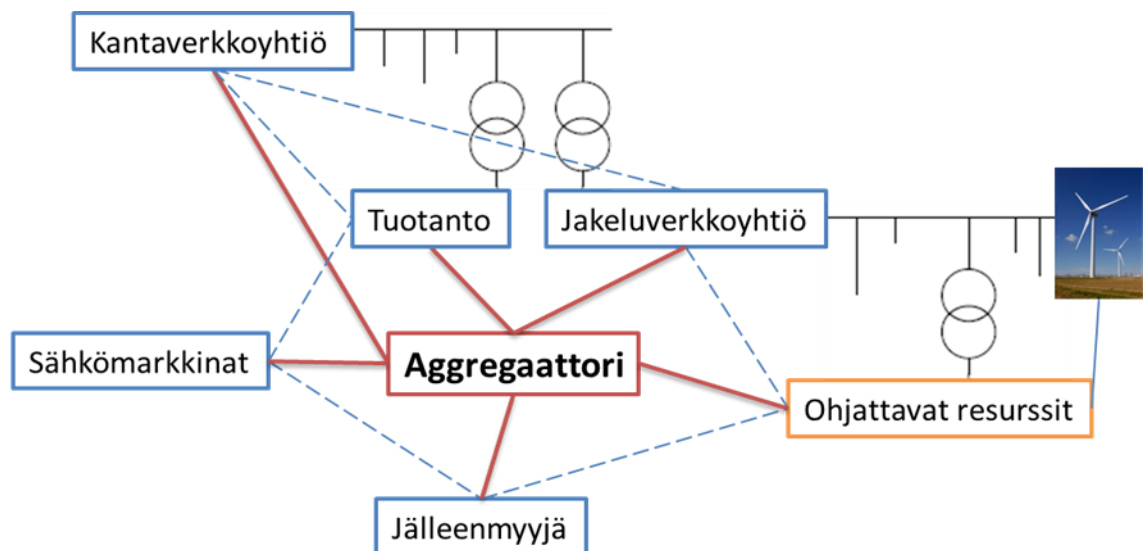 Kantaverkkoyhtiö
Tuotanto
Jakeluverkkoyhtiö
Sähkömarkkinat
Aggregaattori
Ohjattavat resurssit
Jälleenmyyjä